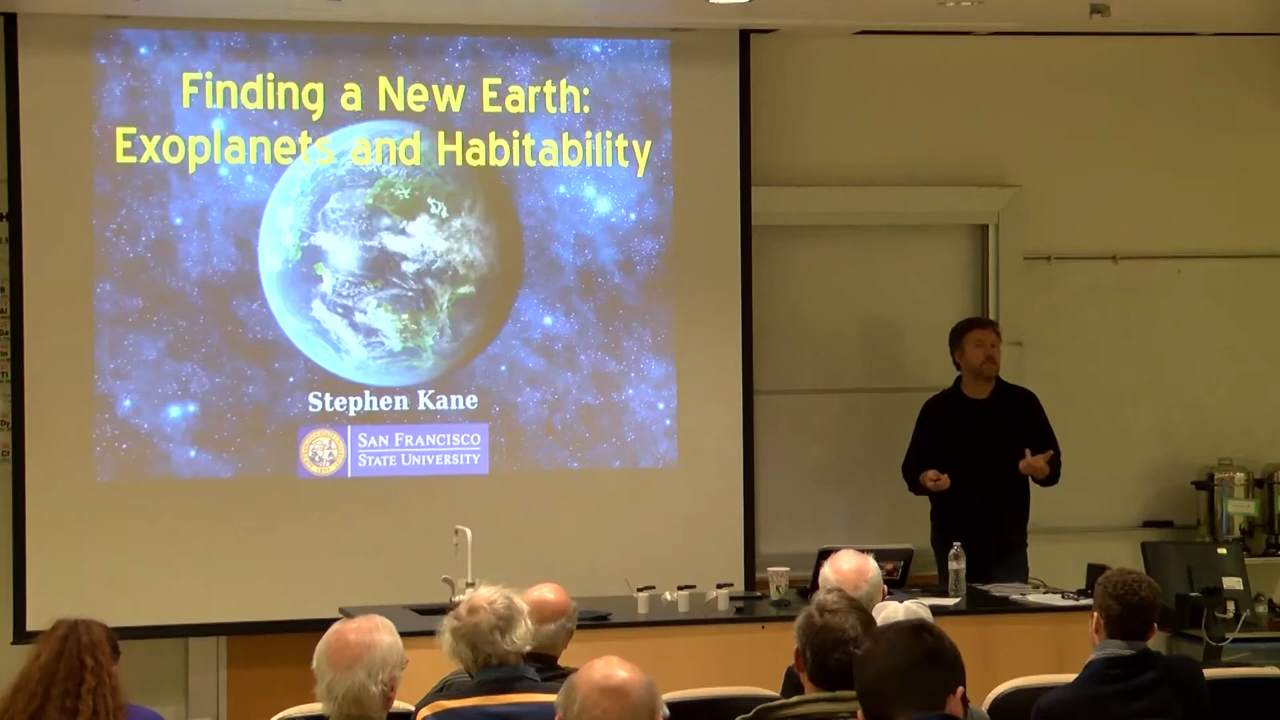 Finding a New Earth:
Exoplanets and Habitability
Stephen Kane
SAN FRANCISCO
STATE UNIVERSITY